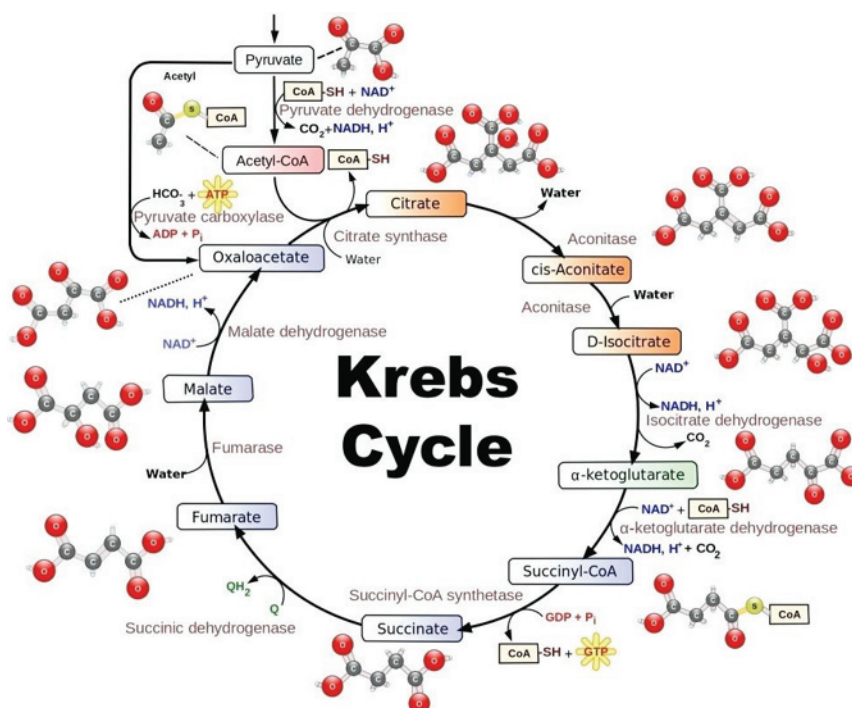 Pyruvate
Acetyl
CoA-SH + NAD+
Pyruvate dehydrogenase
CO2+NADH, H+
S CoA
Acetyl-CoA
CoA-SH
HCO3- + ATP
Pyruvate carboxylase
ADP + Pi
Citrate
Water
Citrate synthase
Water
Oxaloacetate
Aconitase
cis-Aconitate
Aconitase
Water
D-Isocitrate
NADH, H+
NAD+
Malate dehydrogenase
NAD+
NADH, H+
Isocitrate dehydrogenase
CO2
Krebs
Cycle
Malate
Fumarase
Water
α-ketoglutarate
NAD+ + CoA-SH
α-ketoglutarate dehydrogenase
NADH, H+ + CO2
Fumarate
Succinyl-CoA
QH2
Q
Succinyl-CoA synthetase
GDP + Pi
Succinic dehydrogenase
Succinate
CoA-SH + GTP
S CoA